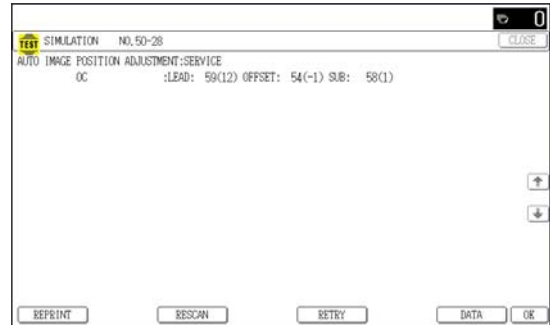 0
TEST SIMULATION NO.50-28 CLOSE
AUTO IMAGE POSITION ADJUSTMENT:SERVICE
OC :LEAD: 59(12) OFFSET: 54(-1) SUB: 58(1)
REPRINT RESCAN RETRY DATA OK